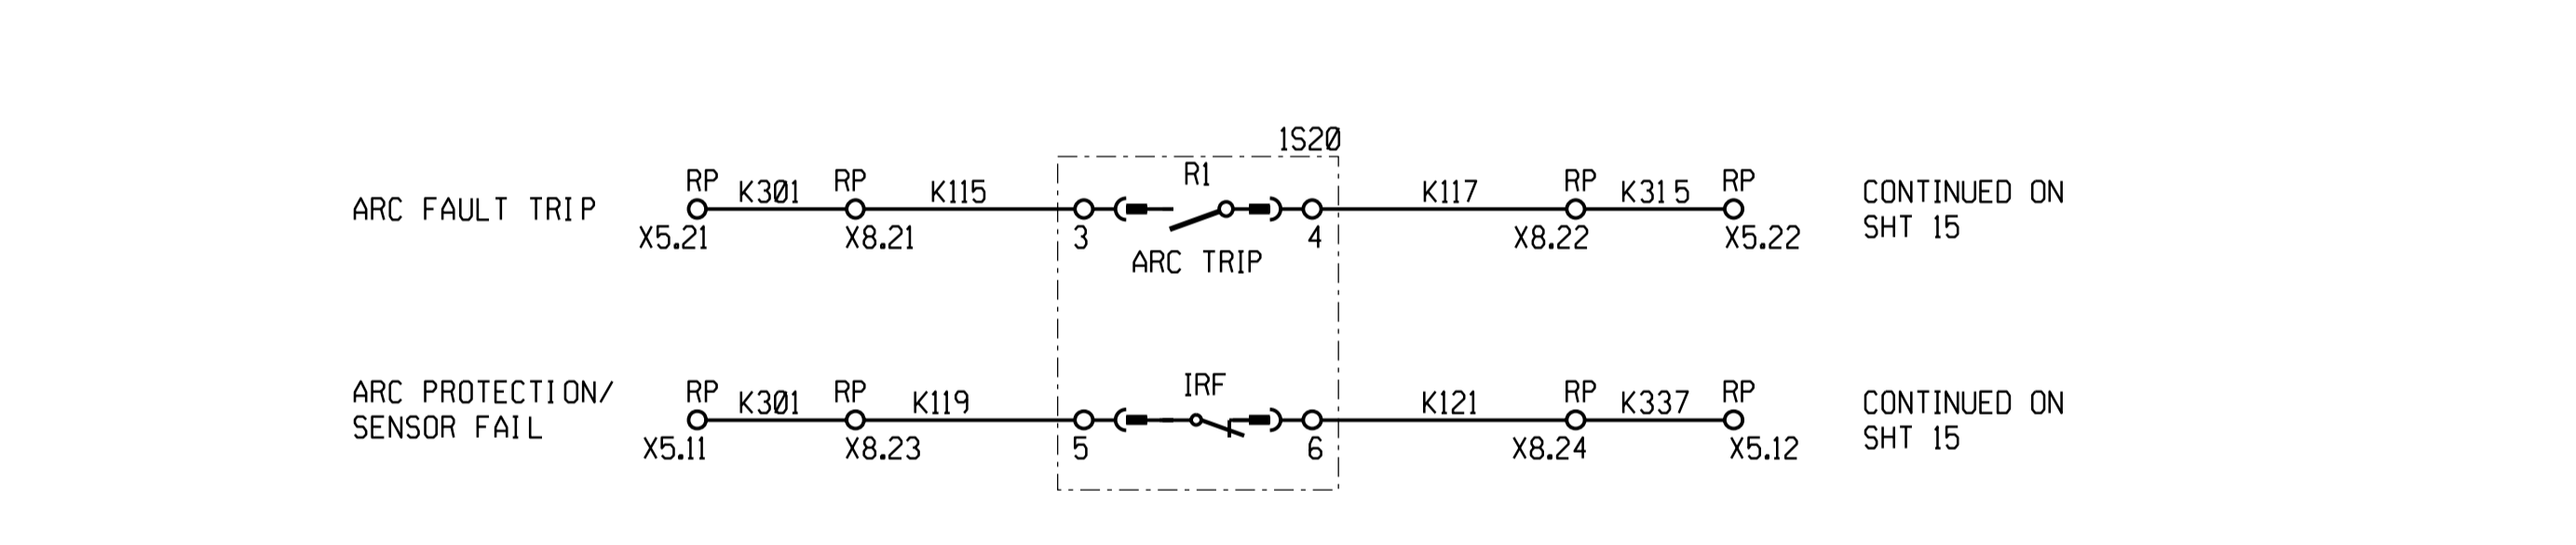 1S20
ARC FAULT TRIP
RP K301 RP K115 R1 K117 RP K315 RP
X5.21 X8.21 3 4 X8.22 X5.22
ARC TRIP
CONTINUED ON
SHT 15
ARC PROTECTION/
SENSOR FAIL
RP K301 RP K119 IRF K121 RP K337 RP
X5.11 X8.23 5 6 X8.24 X5.12
CONTINUED ON
SHT 15